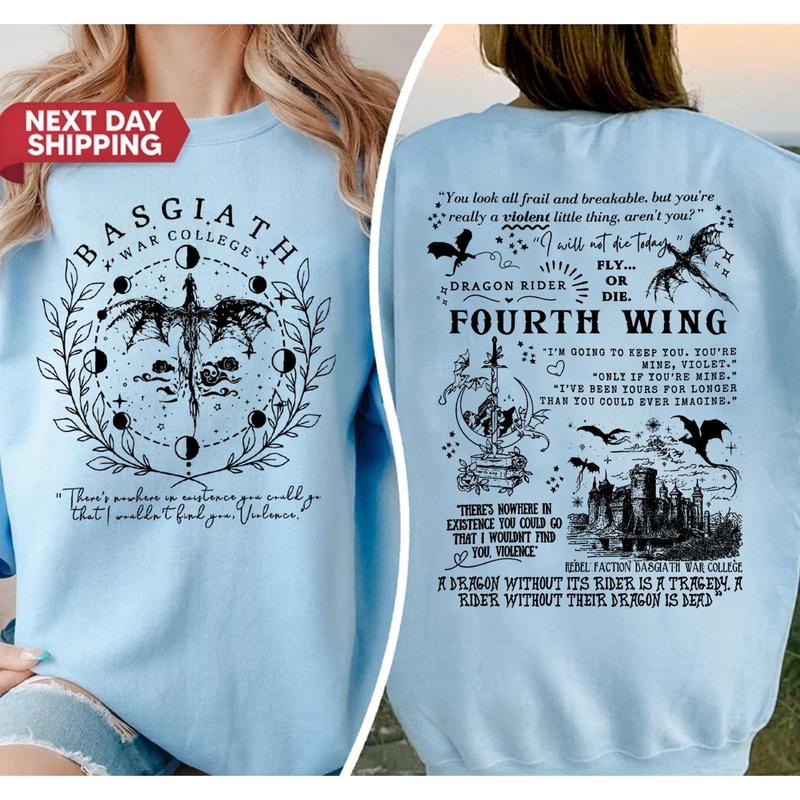 NEXT DAY
SHIPPING
BASGIATH
WAR COLLEGE
"There's nowhere in existence you could go
that I wouldn't find you, Violence."
"You look all frail and breakable, but you're
really a violent little thing, aren't you?"
"I will not die today."
DRAGON RIDER
FLY...
OR
DIE.
FOURTH WING
"I'M GOING TO KEEP YOU. YOU'RE
MINE, VIOLET."
"ONLY IF YOU'RE MINE."
"I'VE BEEN YOURS FOR LONGER
THAN YOU COULD EVER IMAGINE."
"THERE'S NOWHERE IN
EXISTENCE YOU COULD GO
THAT I WOULDN'T FIND
YOU, VIOLENCE."
REBEL FACTION BASGIATH WAR COLLEGE
A DRAGON WITHOUT ITS RIDER IS A TRAGEDY. A
RIDER WITHOUT THEIR DRAGON IS DEAD"